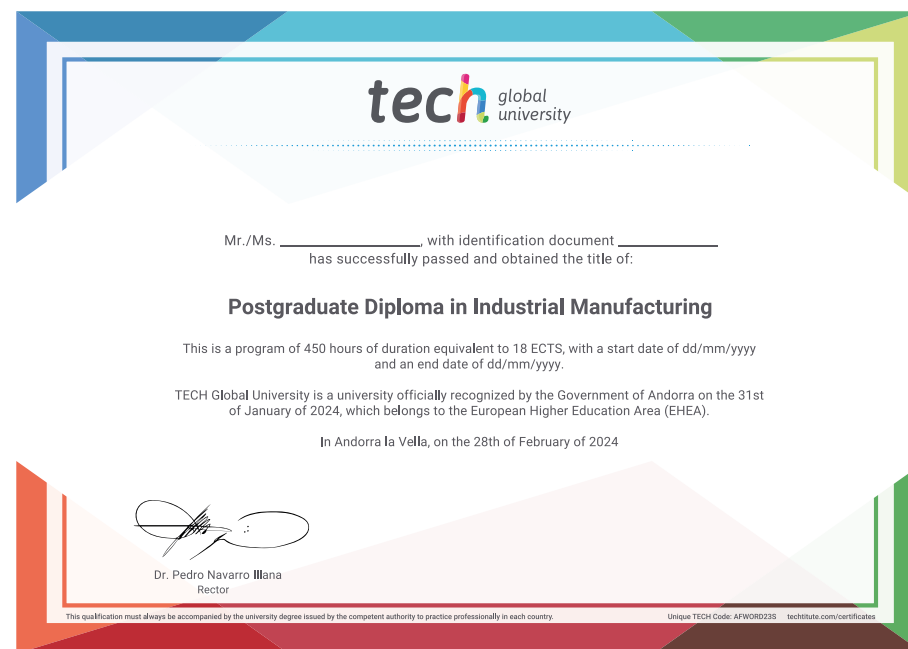 tech global university
Mr./Ms. ____________________, with identification document ______________
has successfully passed and obtained the title of:
Postgraduate Diploma in Industrial Manufacturing
This is a program of 450 hours of duration equivalent to 18 ECTS, with a start date of dd/mm/yyyy
and an end date of dd/mm/yyyy.
TECH Global University is a university officially recognized by the Government of Andorra on the 31st
of January of 2024, which belongs to the European Higher Education Area (EHEA).
In Andorra la Vella, on the 28th of February of 2024
Dr. Pedro Navarro Illana
Rector
This qualification must always be accompanied by the university degree issued by the competent authority to practice professionally in each country.
Unique TECH Code: AFWORD23S techtitute.com/certificates